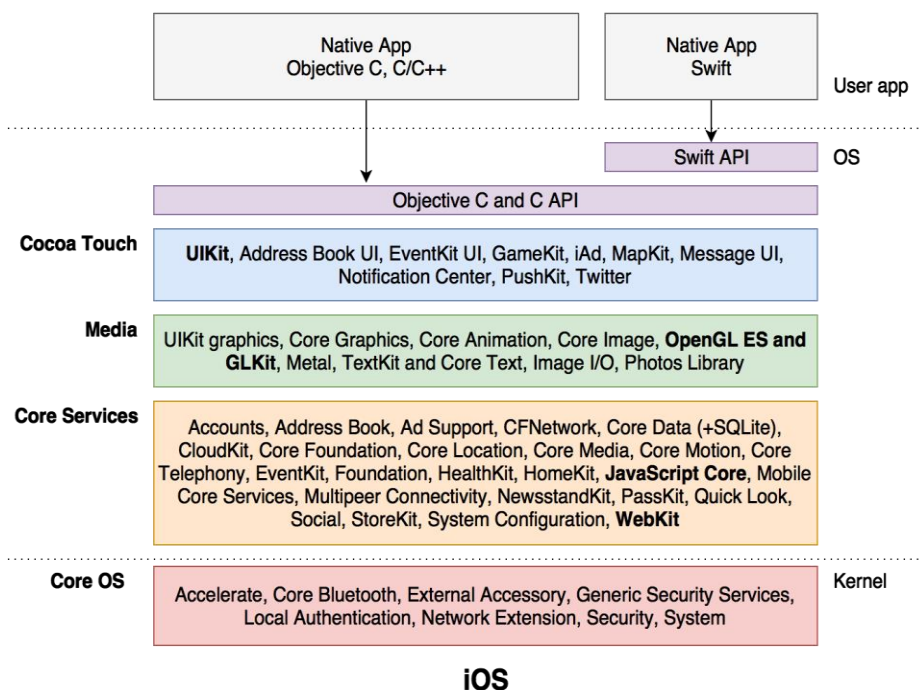 Native App
Objective C, C/C++
Native App
Swift
User app
Swift API
OS
Objective C and C API
Cocoa Touch
UIKit, Address Book UI, EventKit UI, GameKit, iAd, MapKit, Message UI,
Notification Center, PushKit, Twitter
Media
UIKit graphics, Core Graphics, Core Animation, Core Image, OpenGL ES and
GLKit, Metal, TextKit and Core Text, Image I/O, Photos Library
Core Services
Accounts, Address Book, Ad Support, CFNetwork, Core Data (+SQLite),
CloudKit, Core Foundation, Core Location, Core Media, Core Motion, Core
Telephony, EventKit, Foundation, HealthKit, HomeKit, JavaScript Core, Mobile
Core Services, Multipeer Connectivity, NewsstandKit, PassKit, Quick Look,
Social, StoreKit, System Configuration, WebKit
Core OS
Accelerate, Core Bluetooth, External Accessory, Generic Security Services,
Local Authentication, Network Extension, Security, System
Kernel
iOS